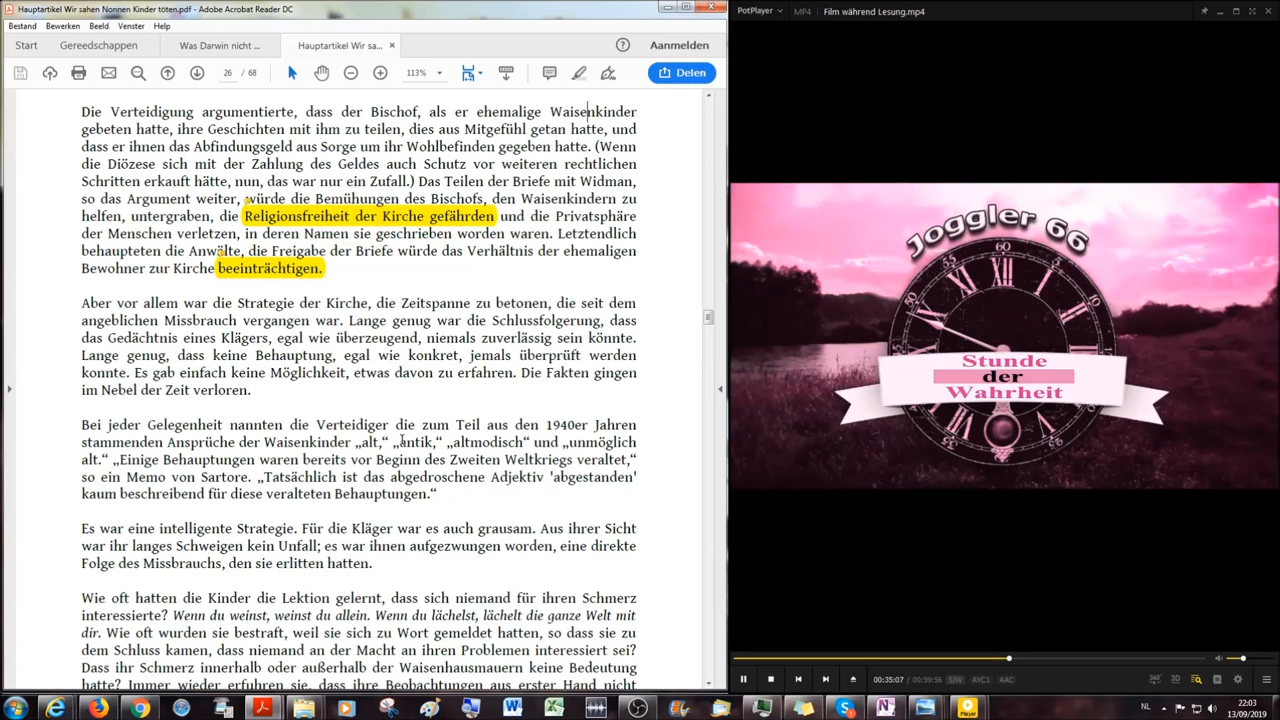 Hauptartikel Wir sahen Nonnen Kinder töten.pdf - Adobe Acrobat Reader DC
Bestand Bewerken Beeld Venster Help
Start Gereedschappen Was Darwin nicht ... Hauptartikel Wir sa... × Anmelden
26 / 68 113% Delen
Die Verteidigung argumentierte, dass der Bischof, als er ehemalige Waisenkinder
gebeten hatte, ihre Geschichten mit ihm zu teilen, dies aus Mitgefühl getan hatte, und
dass er ihnen das Abfindungsgeld aus Sorge um ihr Wohlbefinden gegeben hatte. (Wenn
die Diözese sich mit der Zahlung des Geldes auch Schutz vor weiteren rechtlichen
Schritten erkauft hätte, nun, das war nur ein Zufall.) Das Teilen der Briefe mit Widman,
so das Argument weiter, würde die Bemühungen des Bischofs, den Waisenkindern zu
helfen, untergraben, die Religionsfreiheit der Kirche gefährden und die Privatsphäre
der Menschen verletzen, in deren Namen sie geschrieben worden waren. Letztendlich
behaupteten die Anwälte, die Freigabe der Briefe würde das Verhältnis der ehemaligen
Bewohner zur Kirche beeinträchtigen.
Aber vor allem war die Strategie der Kirche, die Zeitspanne zu betonen, die seit dem
angeblichen Missbrauch vergangen war. Lange genug war die Schlussfolgerung, dass
das Gedächtnis eines Klägers, egal wie überzeugend, niemals zuverlässig sein könnte.
Lange genug, dass keine Behauptung, egal wie konkret, jemals überprüft werden
konnte. Es gab einfach keine Möglichkeit, etwas davon zu erfahren. Die Fakten gingen
im Nebel der Zeit verloren.
Bei jeder Gelegenheit nannten die Verteidiger die zum Teil aus den 1940er Jahren
stammenden Ansprüche der Waisenkinder „alt,“ „antik,“ „altmodisch“ und „unmöglich
alt.“ „Einige Behauptungen waren bereits vor Beginn des Zweiten Weltkriegs veraltet,“
so ein Memo von Sartore. „Tatsächlich ist das abgedroschene Adjektiv 'abgestanden'
kaum beschreibend für diese veralteten Behauptungen.“
Es war eine intelligente Strategie. Für die Kläger war es auch grausam. Aus ihrer Sicht
war ihr langes Schweigen kein Unfall; es war ihnen aufgezwungen worden, eine direkte
Folge des Missbrauchs, den sie erlitten hatten.
Wie oft hatten die Kinder die Lektion gelernt, dass sich niemand für ihren Schmerz
interessierte? Wenn du weinst, weinst du allein. Wenn du lächelst, lächelt die ganze Welt mit
dir. Wie oft wurden sie bestraft, weil sie sich zu Wort gemeldet hatten, so dass sie zu
dem Schluss kamen, dass niemand an der Macht an ihren Problemen interessiert sei?
Dass ihr Schmerz innerhalb oder außerhalb der Waisenhausmauern keine Bedeutung
hatte? Immer wieder erfuhren sie, dass ihre Beobachtungen aus erster Hand nicht
PotPlayer MP4 Film während Lesung.mp4
Joggler 66
Stunde
der
Wahrheit
00:35:07 / 00:59:56 S/W AVC1 AAC
NL 22:03
13/09/2019